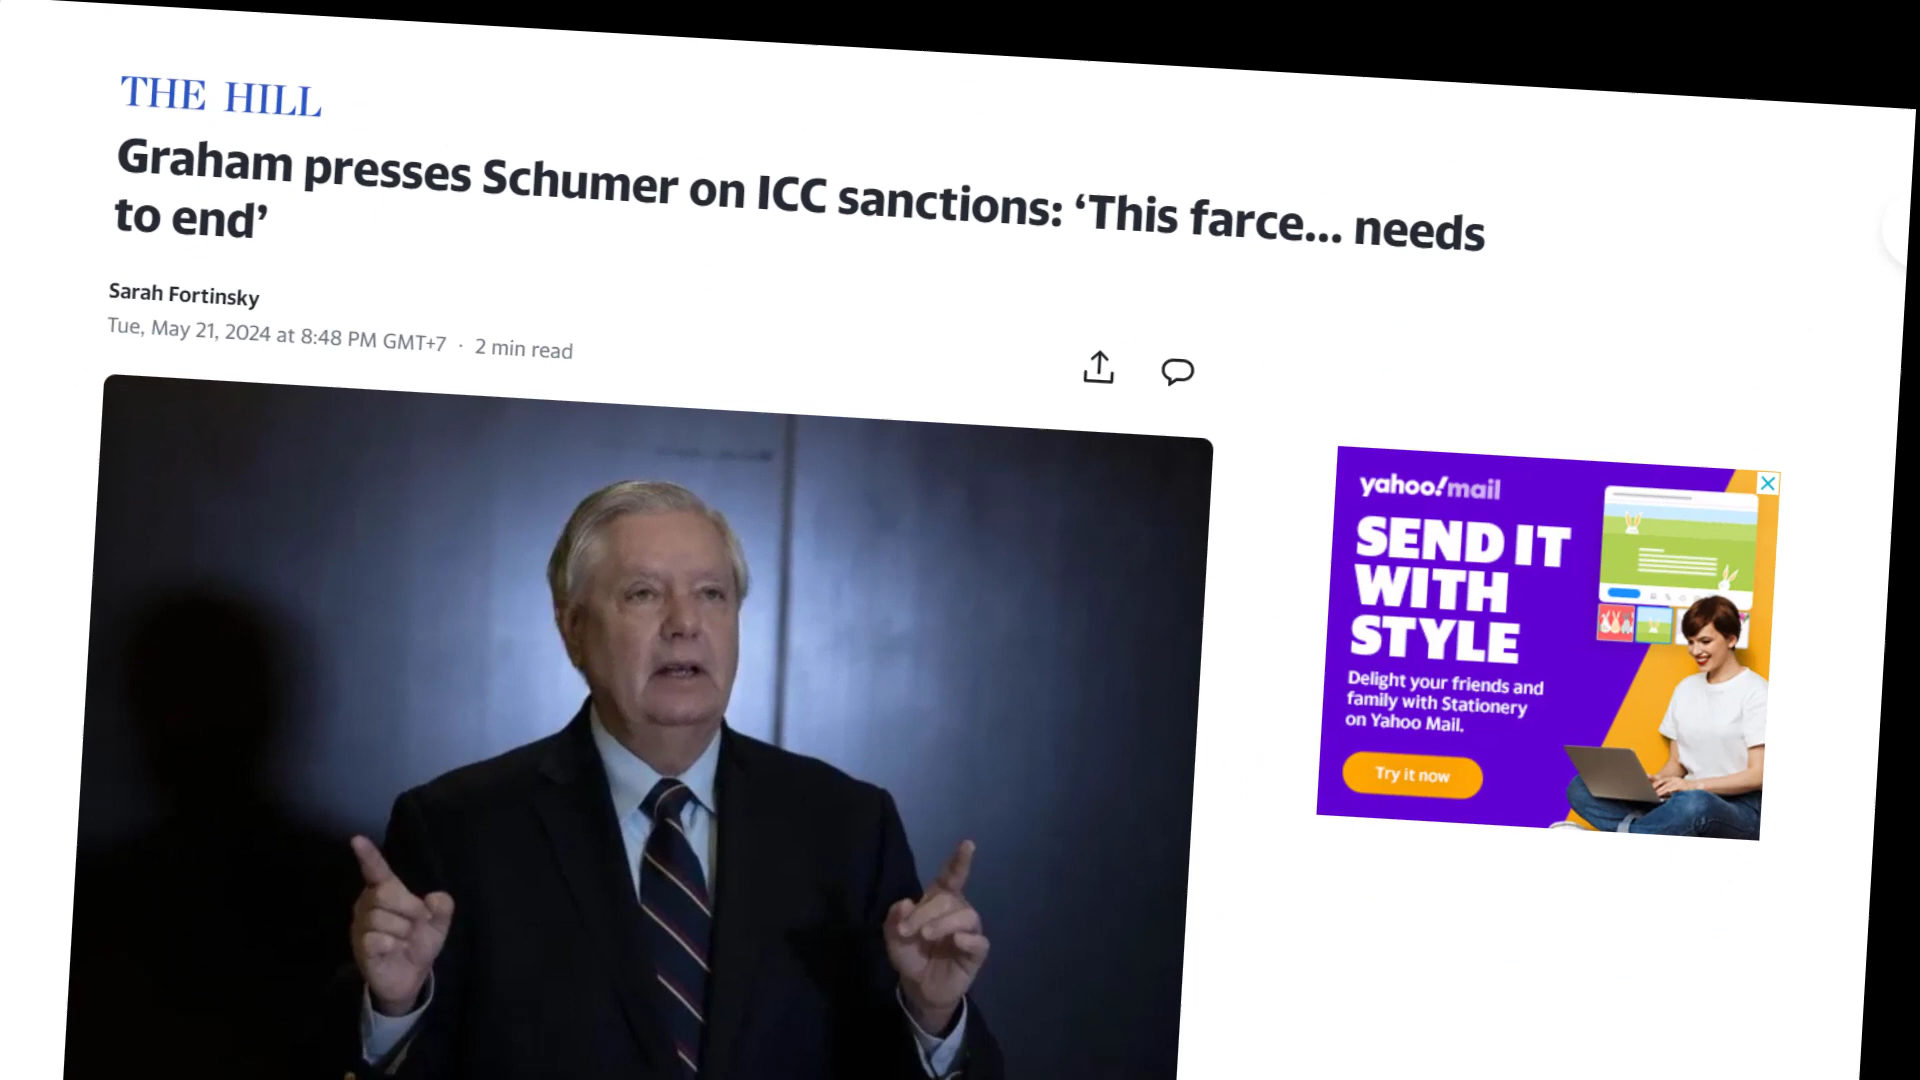 THE HILL
Graham presses Schumer on ICC sanctions: ‘This farce... needs
to end’
Sarah Fortinsky
Tue, May 21, 2024 at 8:48 PM GMT+7 · 2 min read
yahoo!mail
SEND IT
WITH
STYLE
Delight your friends and
family with Stationery
on Yahoo Mail.
Try it now